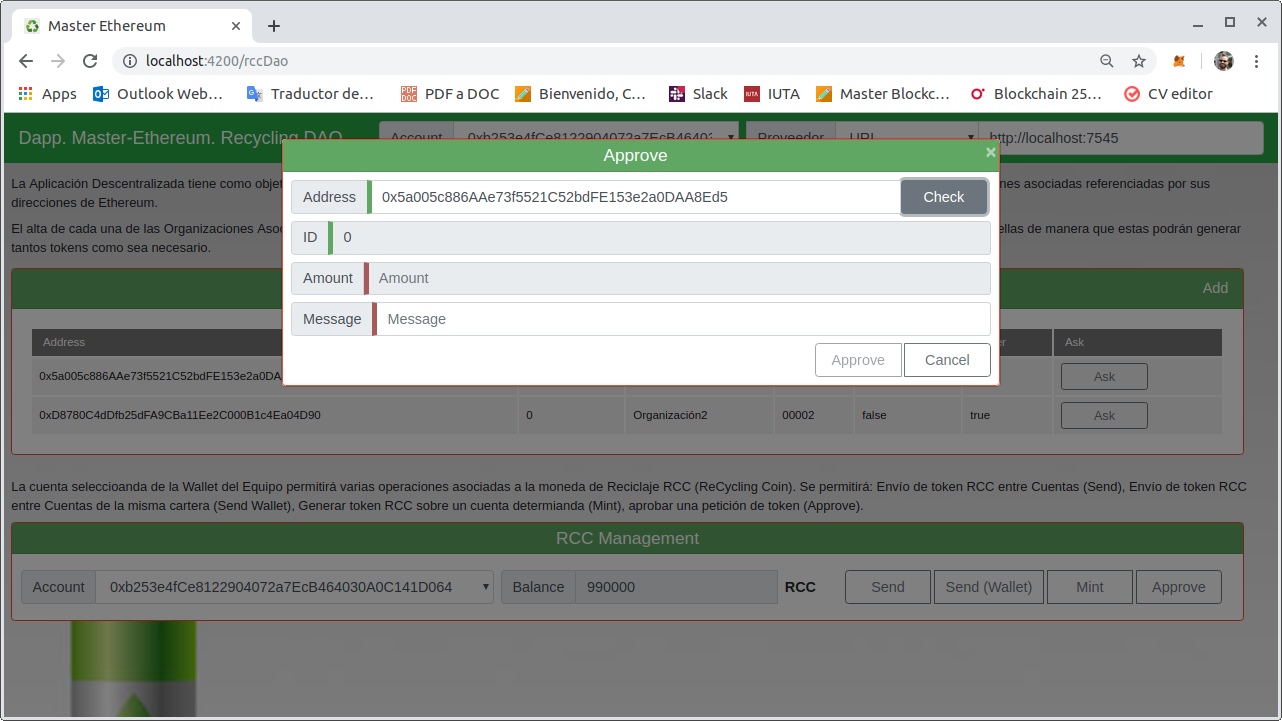 Master Ethereum
localhost:4200/rccDao
Apps Outlook Web… Traductor de… PDF a DOC Bienvenido, C… Slack IUTA Master Blockc… Blockchain 25… CV editor
Dapp. Master-Ethereum. Recycling DAO Account 0xb253e4fCe8122904072a7EcB46403 Proveedor URL http://localhost:7545
Approve
Address 0x5a005c886AAe73f5521C52bdFE153e2a0DAA8Ed5 Check
ID 0
Amount Amount
Message Message
Approve Cancel
La Aplicación Descentralizada tiene como obje nes asociadas referenciadas por sus
direcciones de Ethereum.
El alta de cada una de las Organizaciones Aso ellas de manera que estas podrán generar
tantos tokens como sea necesario.
Add
Address er Ask
0x5a005c886AAe73f5521C52bdFE153e2a0DA Ask
0xD8780C4dDfb25dFA9CBa11Ee2C000B1c4Ea04D90 0 Organización2 00002 false true Ask
La cuenta seleccioanda de la Wallet del Equipo permitirá varias operaciones asociadas a la moneda de Reciclaje RCC (ReCycling Coin). Se permitirá: Envío de token RCC entre Cuentas (Send), Envío de token RCC
entre Cuentas de la misma cartera (Send Wallet), Generar token RCC sobre un cuenta determianda (Mint), aprobar una petición de token (Approve).
RCC Management
Account 0xb253e4fCe8122904072a7EcB464030A0C141D064 Balance 990000 RCC Send Send (Wallet) Mint Approve